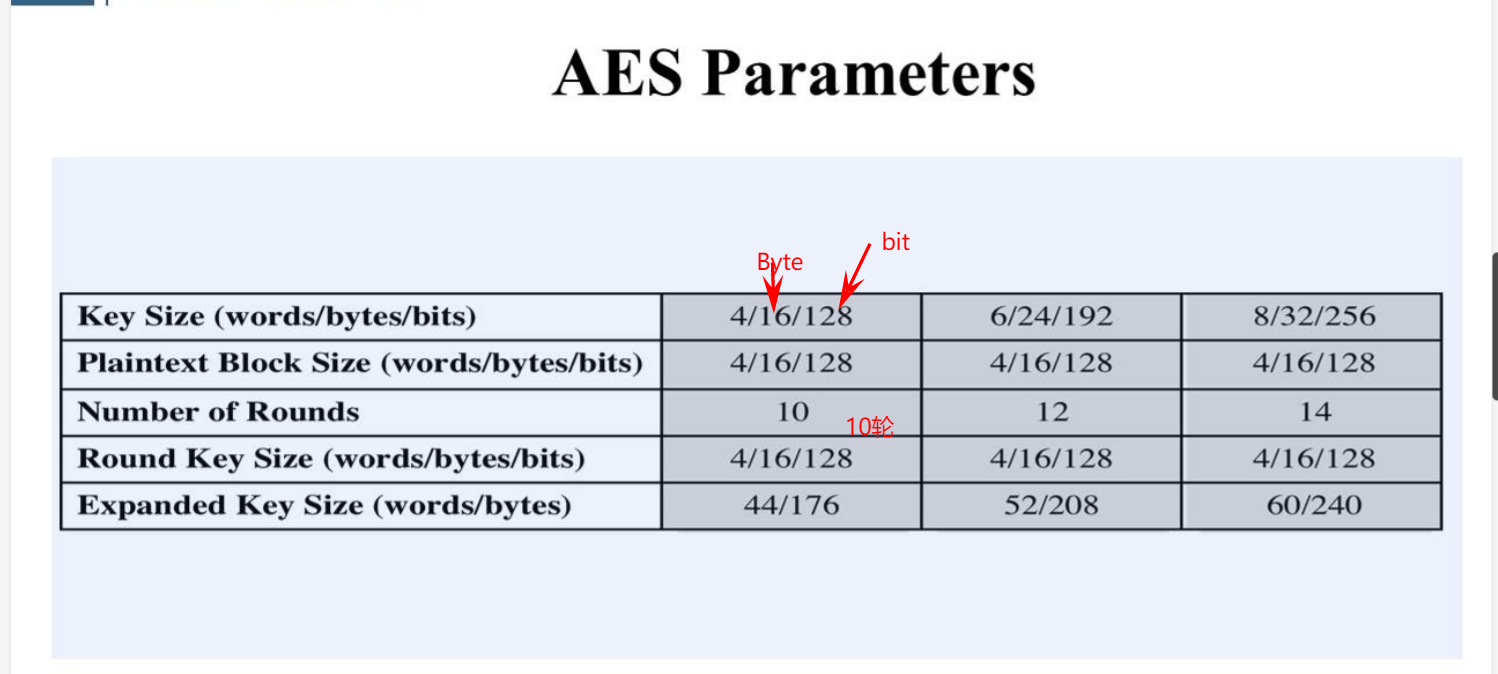 AES Parameters
bit
Byte
Key Size (words/bytes/bits) 4/16/128 6/24/192 8/32/256
Plaintext Block Size (words/bytes/bits) 4/16/128 4/16/128 4/16/128
Number of Rounds 10 12 14
10轮
Round Key Size (words/bytes/bits) 4/16/128 4/16/128 4/16/128
Expanded Key Size (words/bytes) 44/176 52/208 60/240